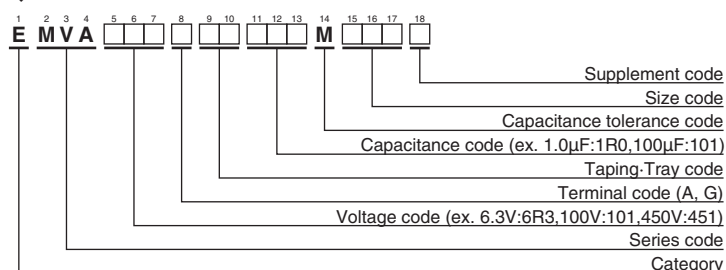 1 2 3 4 5 6 7 8 9 10 11 12 13 14 15 16 17 18
E M V A □□□ □ □□ □□□ M □□□ □
Supplement code
Size code
Capacitance tolerance code
Capacitance code (ex. 1.0μF:1R0,100μF:101)
Taping·Tray code
Terminal code (A, G)
Voltage code (ex. 6.3V:6R3,100V:101,450V:451)
Series code
Category